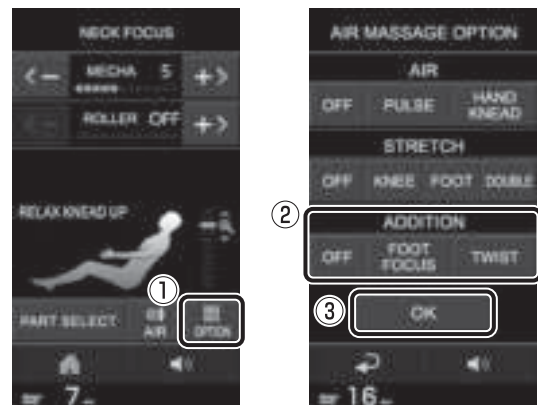 NECK FOCUS
MECHA 5
ROLLER OFF
RELAX KNEAD UP
①
PART SELECT AIR OPTION
7
AIR MASSAGE OPTION
AIR
OFF PULSE HAND KNEAD
STRETCH
OFF KNEE FOOT DOUBLE
②
ADDITION
OFF FOOT FOCUS TWIST
③ OK
16